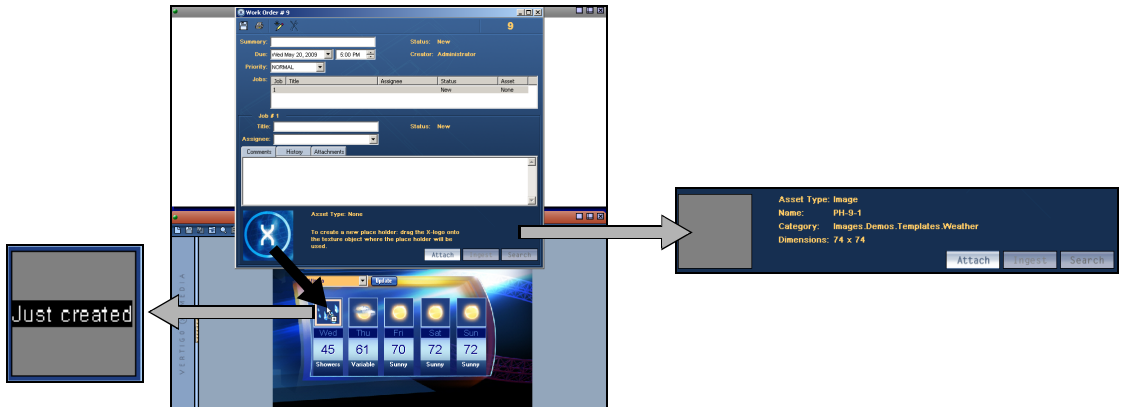 Work Order # 9
9
Summary:
Status: New
Due: Wed May 20, 2009 5:00 PM
Creator: Administrator
Priority: NORMAL
Jobs: Job Title Assignee Status Asset
1 New None
Job # 1
Title:
Status: New
Assignee:
Comments History Attachments
Asset Type: None
To create a new place holder: drag the X-logo onto
the texture object where the place holder will be
used.
Attach Ingest Search
Asset Type: Image
Name: PH-9-1
Category: Images.Demos.Templates.Weather
Dimensions: 74 x 74
Attach Ingest Search
Just created
Update
Wed Thu Fri Sat Sun
45 61 70 72 72
Showers Variable Sunny Sunny Sunny